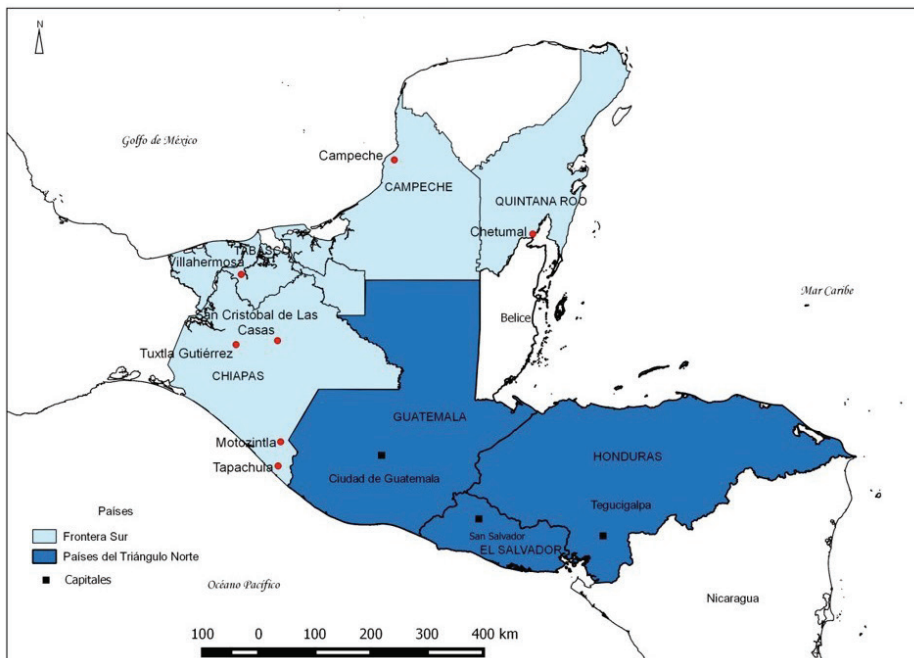 N
Golfo de México
Campeche
CAMPECHE
QUINTANA ROO
Chetumal
TABASCO
Villahermosa
Mar Caribe
San Cristobal de Las
Casas
Belice
Tuxtla Gutiérrez
CHIAPAS
GUATEMALA
Motozintla
HONDURAS
Tapachula
Ciudad de Guatemala
Tegucigalpa
Países
Frontera Sur
San Salvador
Países del Triángulo Norte
EL SALVADOR
Capitales
Océano Pacífico
Nicaragua
100 0 100 200 300 400 km